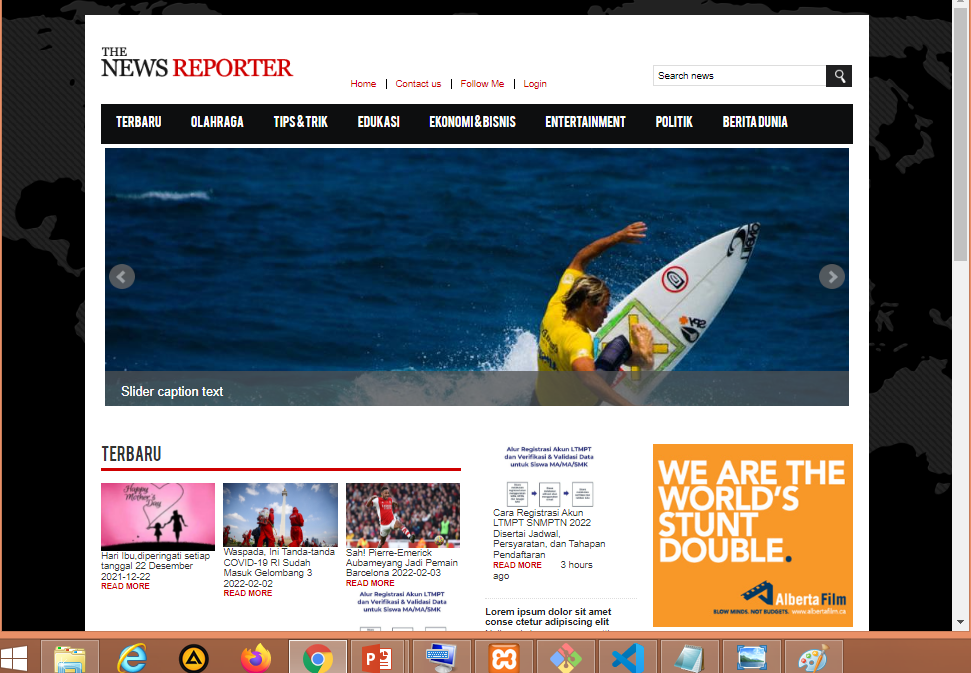 THE
NEWS REPORTER
Home | Contact us | Follow Me | Login
Search news
TERBARU OLAHRAGA TIPS & TRIK EDUKASI EKONOMI & BISNIS ENTERTAINMENT POLITIK BERITA DUNIA
Slider caption text
TERBARU
Happy
Mother's
Day
Hari Ibu,diperingati setiap
tanggal 22 Desember
2021-12-22
READ MORE
Waspada, Ini Tanda-tanda
COVID-19 RI Sudah
Masuk Gelombang 3
2022-02-02
READ MORE
Sah! Pierre-Emerick
Aubameyang Jadi Pemain
Barcelona 2022-02-03
READ MORE
Alur Registrasi Akun LTMPT
dan Verifikasi & Validasi Data
untuk Siswa MA/MA/SMK
Alur Registrasi Akun LTMPT
dan Verifikasi & Validasi Data
untuk Siswa MA/MA/SMK
Cara Registrasi Akun
LTMPT SNMPTN 2022
Disertai Jadwal,
Persyaratan, dan Tahapan
Pendaftaran
READ MORE 3 hours
ago
Lorem ipsum dolor sit amet
conse ctetur adipiscing elit
WE ARE THE
WORLD'S
STUNT
DOUBLE.
Alberta Film
SLOW MINDS. NOT BUDGETS. www.albertafilm.ca